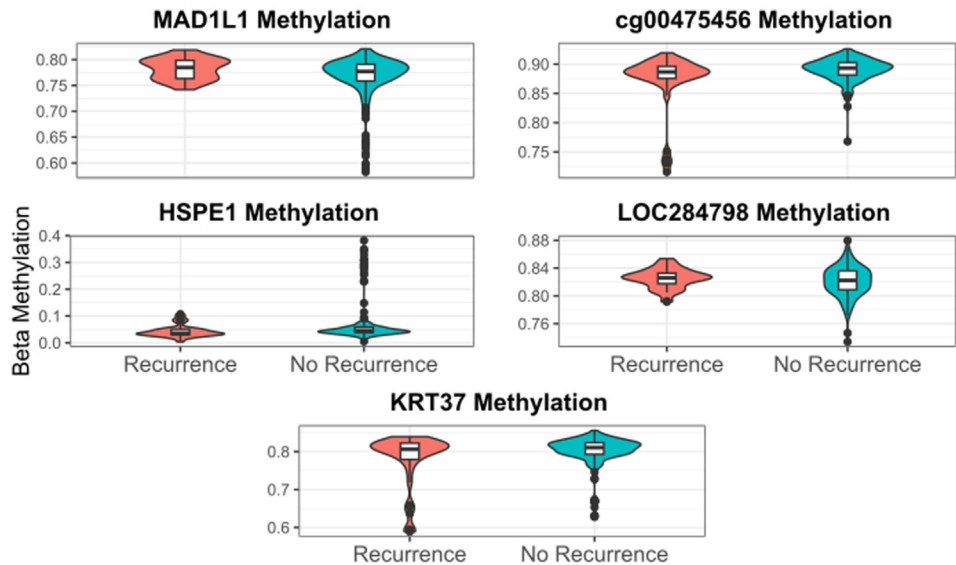 MAD1L1 Methylation
0.80
0.75
0.70
0.65
0.60
cg00475456 Methylation
0.90
0.85
0.80
0.75
Beta Methylation
HSPE1 Methylation
0.4
0.3
0.2
0.1
0.0
Recurrence No Recurrence
LOC284798 Methylation
0.88
0.84
0.80
0.76
Recurrence No Recurrence
KRT37 Methylation
0.8
0.7
0.6
Recurrence No Recurrence